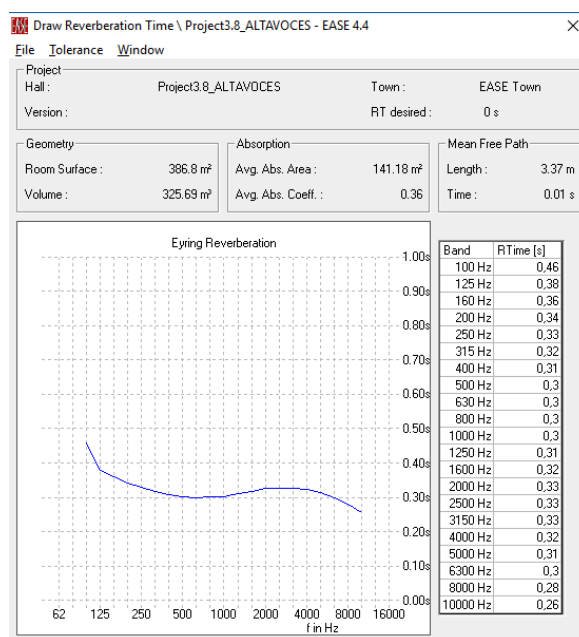 EASE Draw Reverberation Time \ Project3.8_ALTAVOCES - EASE 4.4
File Tolerance Window
Project
Hall : Project3.8_ALTAVOCES Town : EASE Town
Version : RT desired : 0 s
Geometry Absorption Mean Free Path
Room Surface : 386.8 m² Avg. Abs. Area : 141.18 m² Length : 3.37 m
Volume : 325.69 m³ Avg. Abs. Coeff. : 0.36 Time : 0.01 s
Eyring Reverberation
1.00s
0.90s
0.80s
0.70s
0.60s
0.50s
0.40s
0.30s
0.20s
0.10s
0.00s
62 125 250 500 1000 2000 4000 8000 16000
f in Hz
Band RTime [s]
100 Hz 0,46
125 Hz 0,38
160 Hz 0,36
200 Hz 0,34
250 Hz 0,33
315 Hz 0,32
400 Hz 0,31
500 Hz 0,3
630 Hz 0,3
800 Hz 0,3
1000 Hz 0,3
1250 Hz 0,31
1600 Hz 0,32
2000 Hz 0,33
2500 Hz 0,33
3150 Hz 0,33
4000 Hz 0,32
5000 Hz 0,31
6300 Hz 0,3
8000 Hz 0,28
10000 Hz 0,26